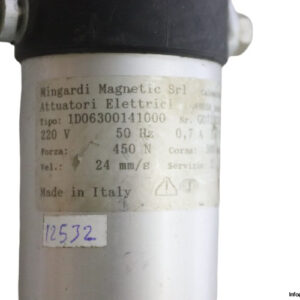 Mingardi Magnetic Srl
Attuatori Elettrici
Tipo: 1D06300141000 Nr.
220 V 50 Hz 0,7 A
Forza: 450 N Corsa:
Vel.: 24 mm/s Servizio
Made in Italy
12532